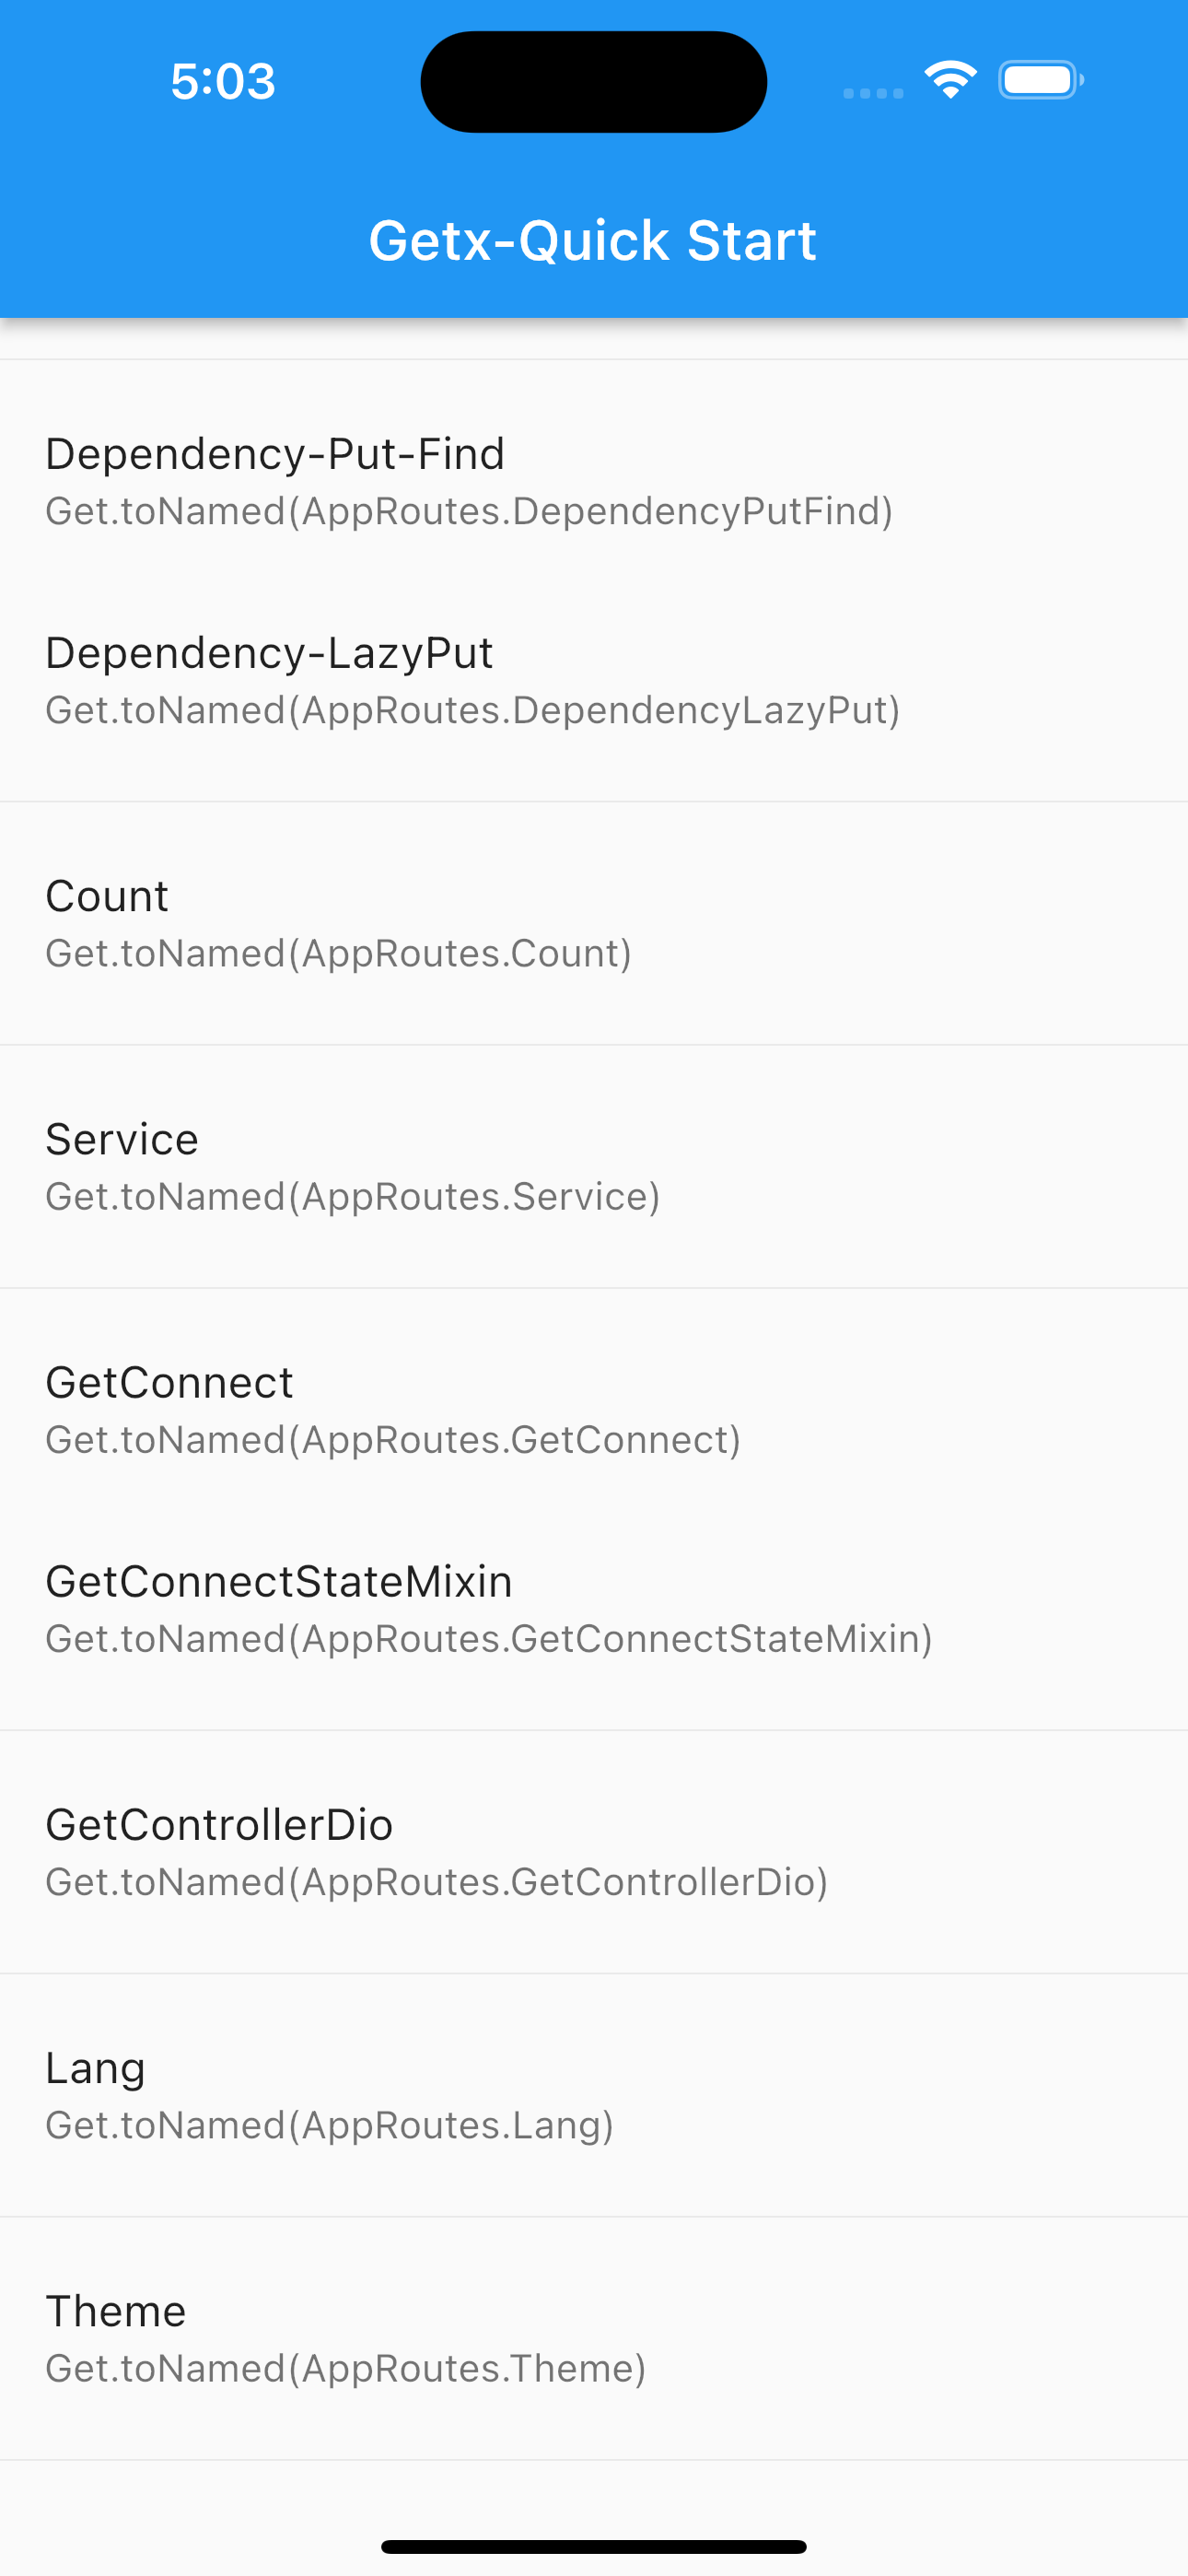 5:03
Getx-Quick Start
Dependency-Put-Find
Get.toNamed(AppRoutes.DependencyPutFind)
Dependency-LazyPut
Get.toNamed(AppRoutes.DependencyLazyPut)
Count
Get.toNamed(AppRoutes.Count)
Service
Get.toNamed(AppRoutes.Service)
GetConnect
Get.toNamed(AppRoutes.GetConnect)
GetConnectStateMixin
Get.toNamed(AppRoutes.GetConnectStateMixin)
GetControllerDio
Get.toNamed(AppRoutes.GetControllerDio)
Lang
Get.toNamed(AppRoutes.Lang)
Theme
Get.toNamed(AppRoutes.Theme)